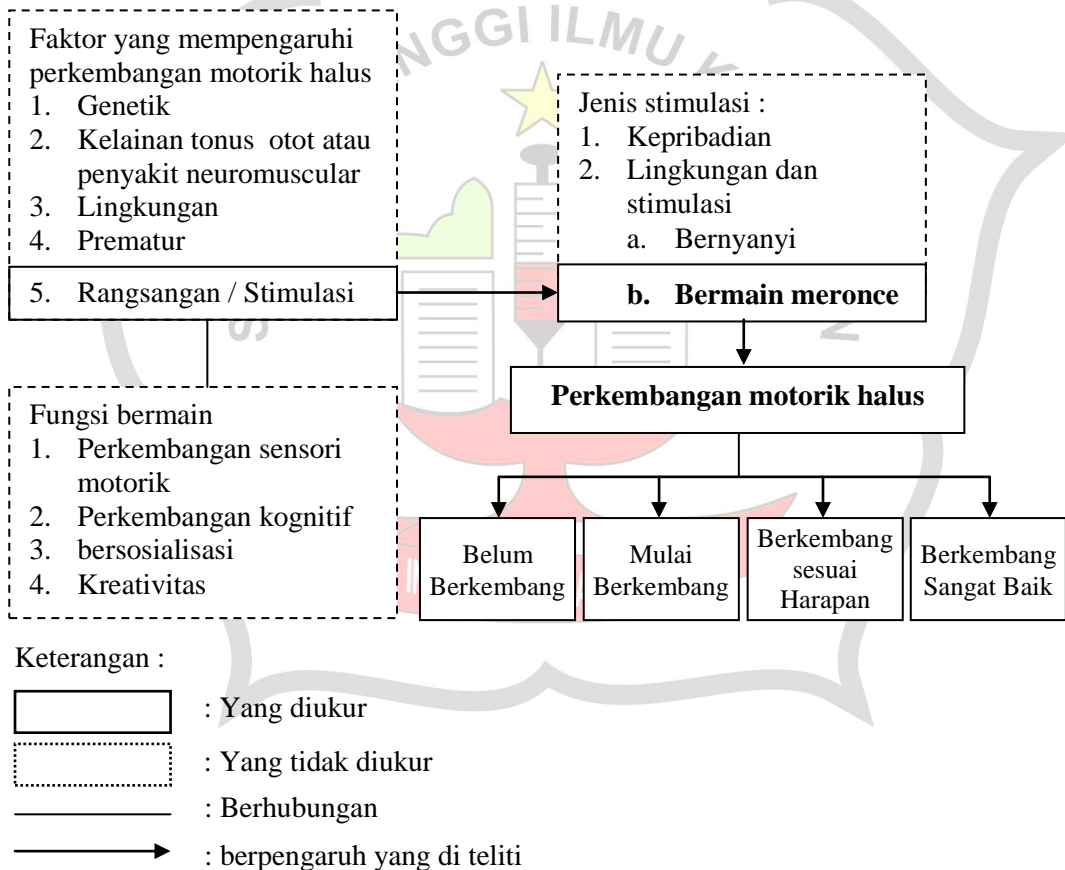 Faktor yang mempengaruhi
perkembangan motorik halus
1. Genetik
2. Kelainan tonus otot atau
penyakit neuromuscular
3. Lingkungan
4. Prematur
5. Rangsangan / Stimulasi
Jenis stimulasi :
1. Kepribadian
2. Lingkungan dan
stimulasi
a. Bernyanyi
b. Bermain meronce
Perkembangan motorik halus
Fungsi bermain
1. Perkembangan sensori
motorik
2. Perkembangan kognitif
3. bersosialisasi
4. Kreativitas
Belum
Berkembang
Mulai
Berkembang
Berkembang
sesuai
Harapan
Berkembang
Sangat Baik
Keterangan :
: Yang diukur
: Yang tidak diukur
: Berhubungan
: berpengaruh yang di teliti
ILMU